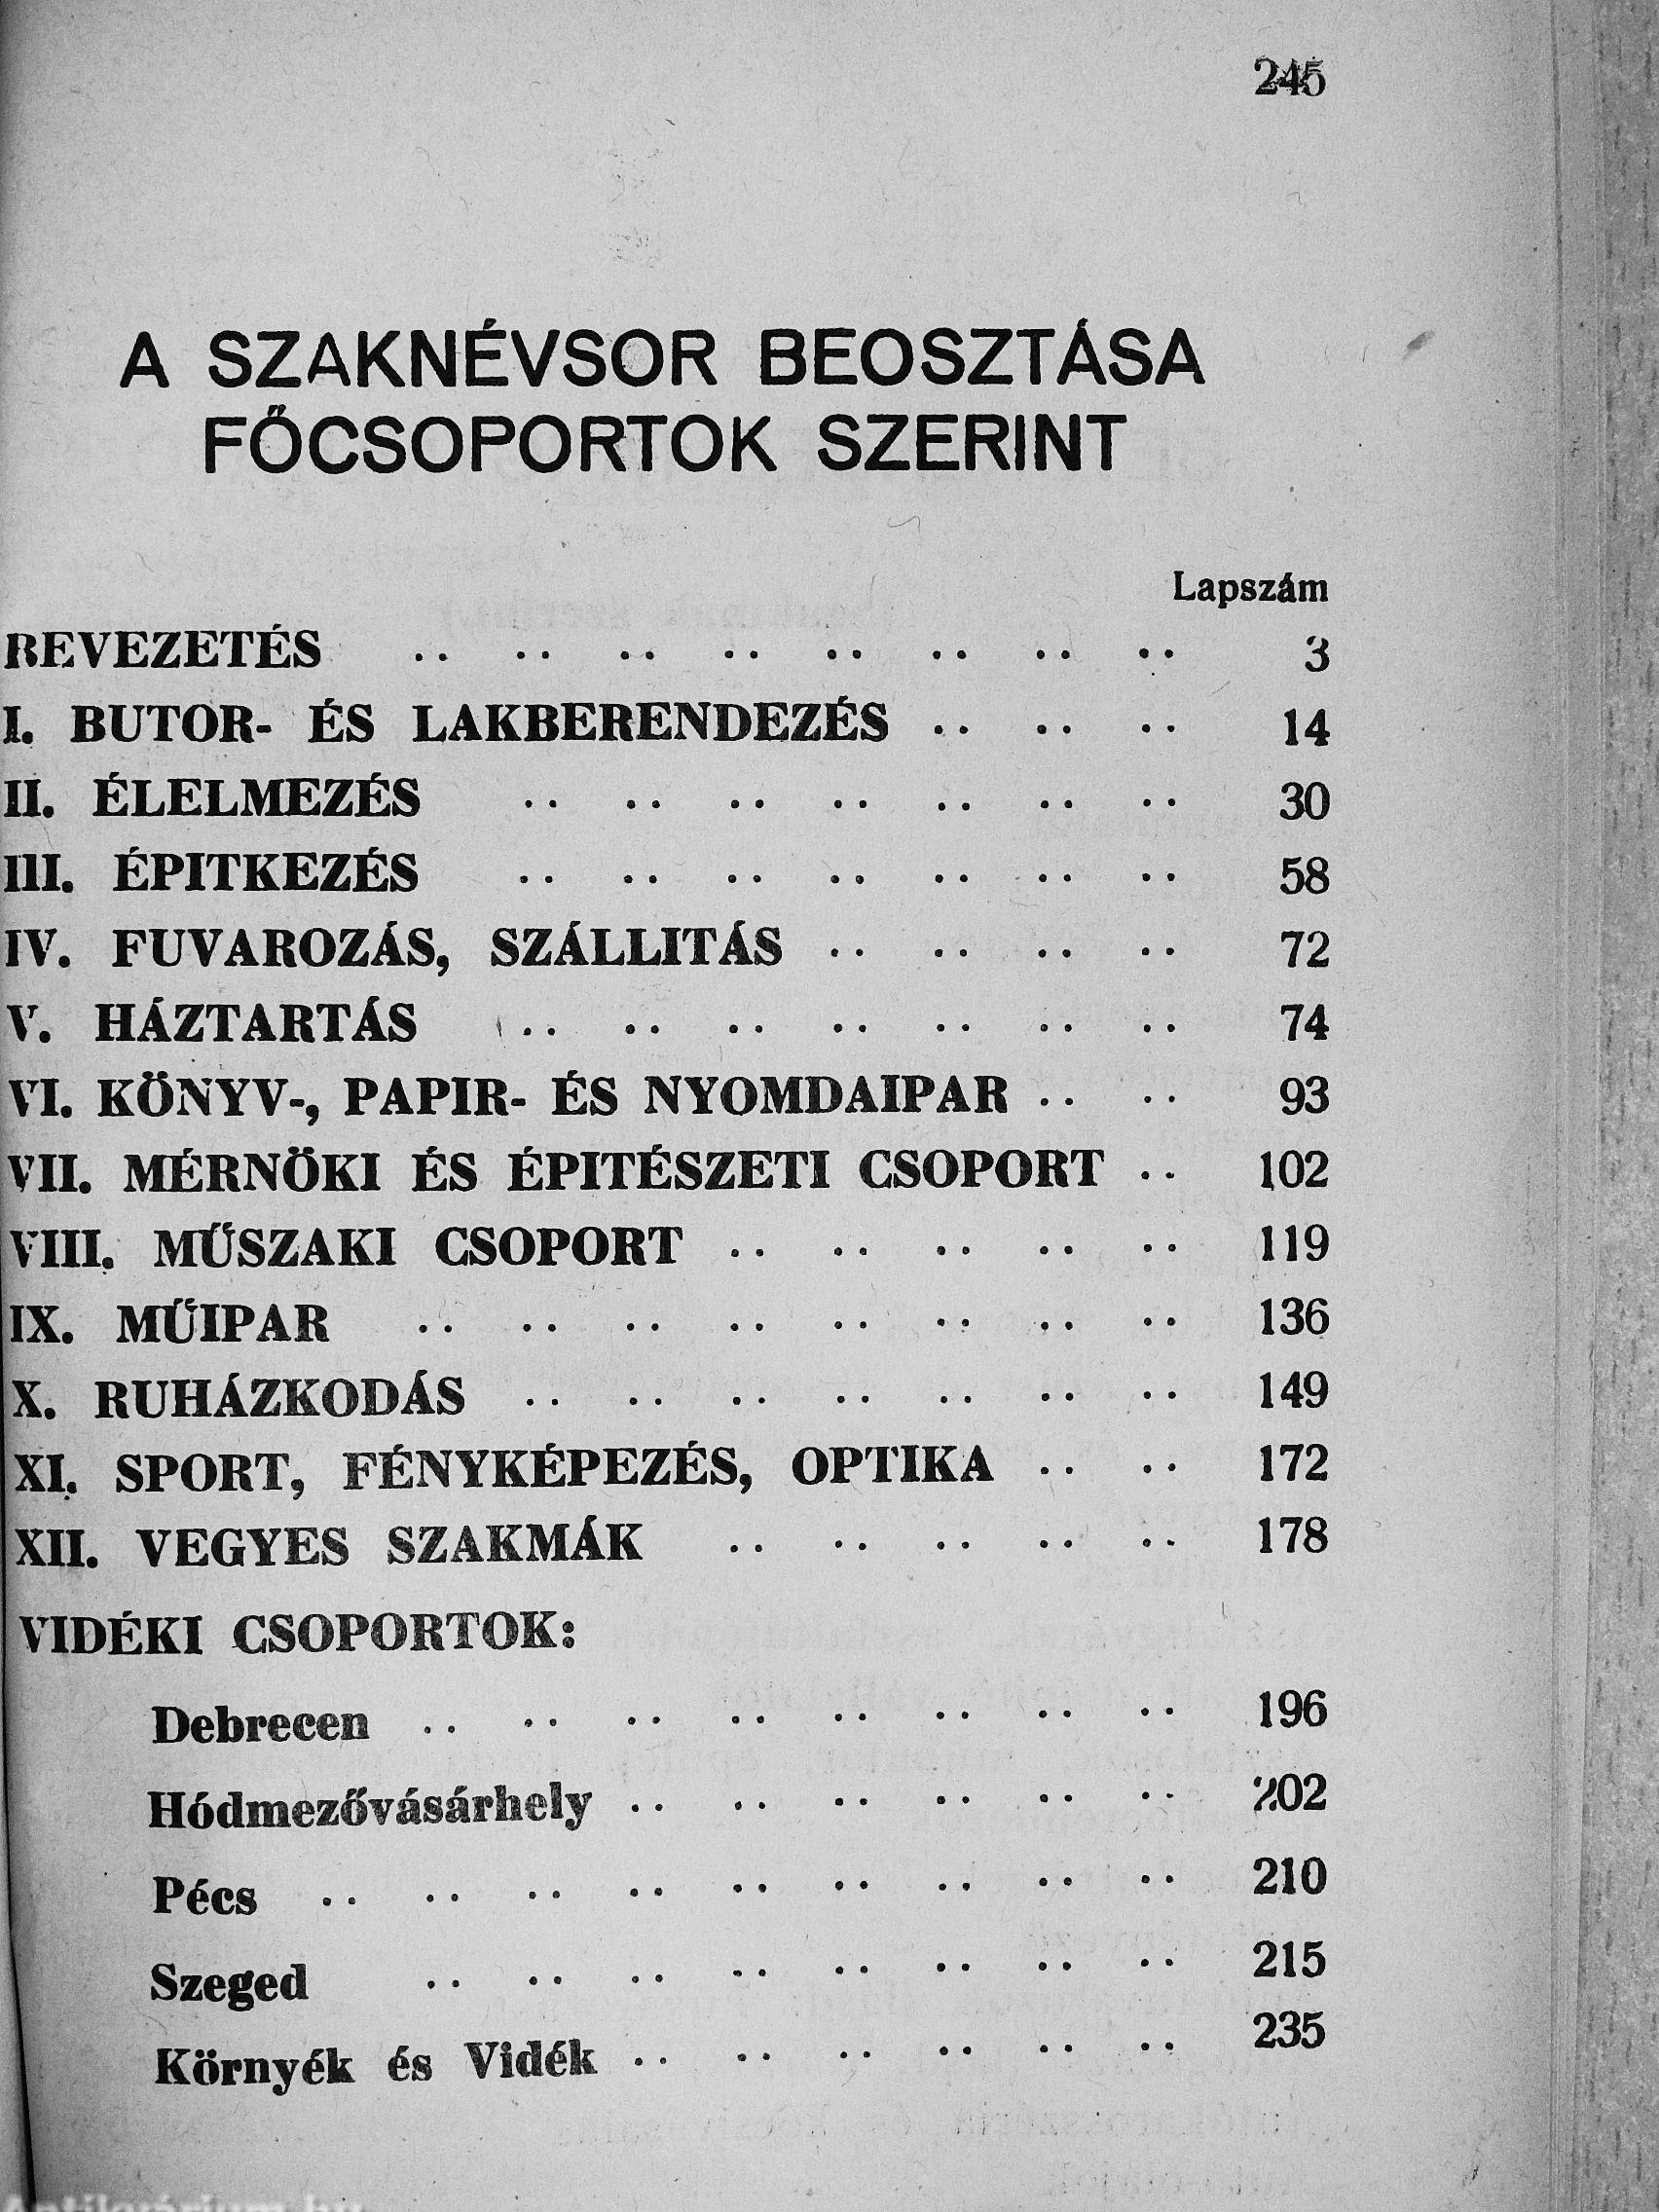 245
A SZAKNÉVSOR BEOSZTÁSA
FŐCSOPORTOK SZERINT
Lapszám
BEVEZETÉS .. .. .. .. .. .. .. .. 3
I. BUTOR- ÉS LAKBERENDEZÉS .. .. .. 14
II. ÉLELMEZÉS .. .. .. .. .. .. .. 30
III. ÉPITKEZÉS .. .. .. .. .. .. .. 58
IV. FUVAROZÁS, SZÁLLITÁS .. .. .. .. 72
V. HÁZTARTÁS .. .. .. .. .. .. .. 74
VI. KÖNYV-, PAPIR- ÉS NYOMDAIPAR .. .. 93
VII. MÉRNÖKI ÉS ÉPITÉSZETI CSOPORT .. 102
VIII. MŰSZAKI CSOPORT .. .. .. .. .. 119
IX. MŰIPAR .. .. .. .. .. .. .. .. 136
X. RUHÁZKODÁS .. .. .. .. .. .. .. 149
XI. SPORT, FÉNYKÉPEZÉS, OPTIKA .. .. 172
XII. VEGYES SZAKMÁK .. .. .. .. .. 178
VIDÉKI CSOPORTOK:
Debrecen .. .. .. .. .. .. .. .. 196
Hódmezővásárhely .. .. .. .. .. .. 202
Pécs .. .. .. .. .. .. .. .. .. 210
Szeged .. .. .. .. .. .. .. .. 215
Környék és Vidék .. .. .. .. .. .. 235